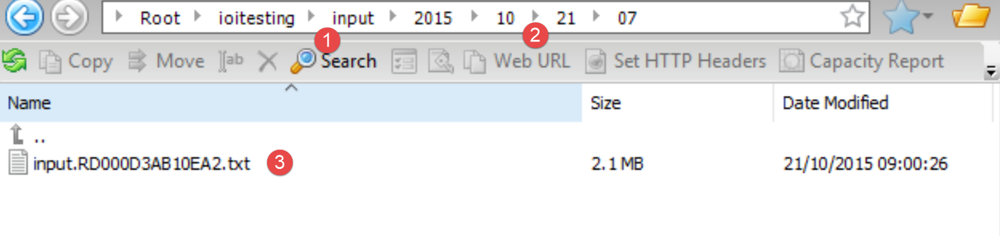 Root ioitesting input 2015 10 21 07
1 2
Copy Move ab Search Web URL Set HTTP Headers Capacity Report
Name Size Date Modified
..
input.RD000D3AB10EA2.txt 3 2.1 MB 21/10/2015 09:00:26